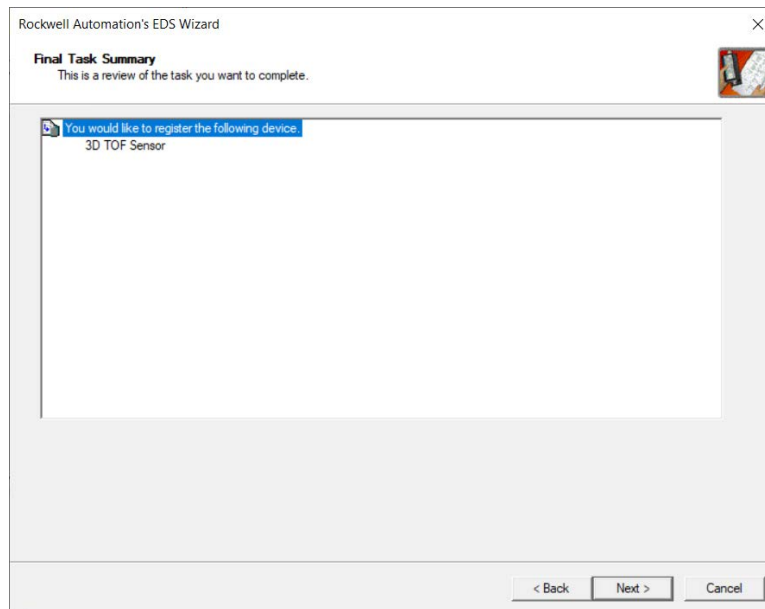 Rockwell Automation's EDS Wizard
Final Task Summary
This is a review of the task you want to complete.
You would like to register the following device.
3D TOF Sensor
< Back
Next >
Cancel